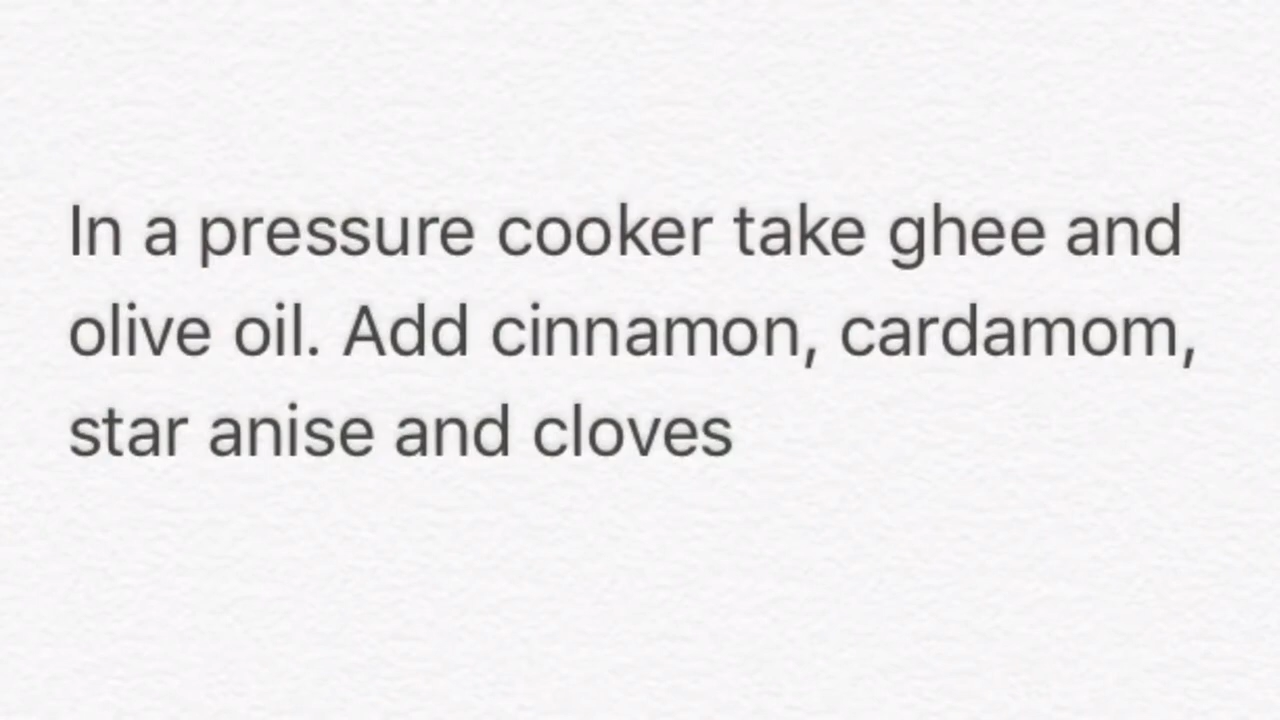 In a pressure cooker take ghee and
olive oil. Add cinnamon, cardamom,
star anise and cloves